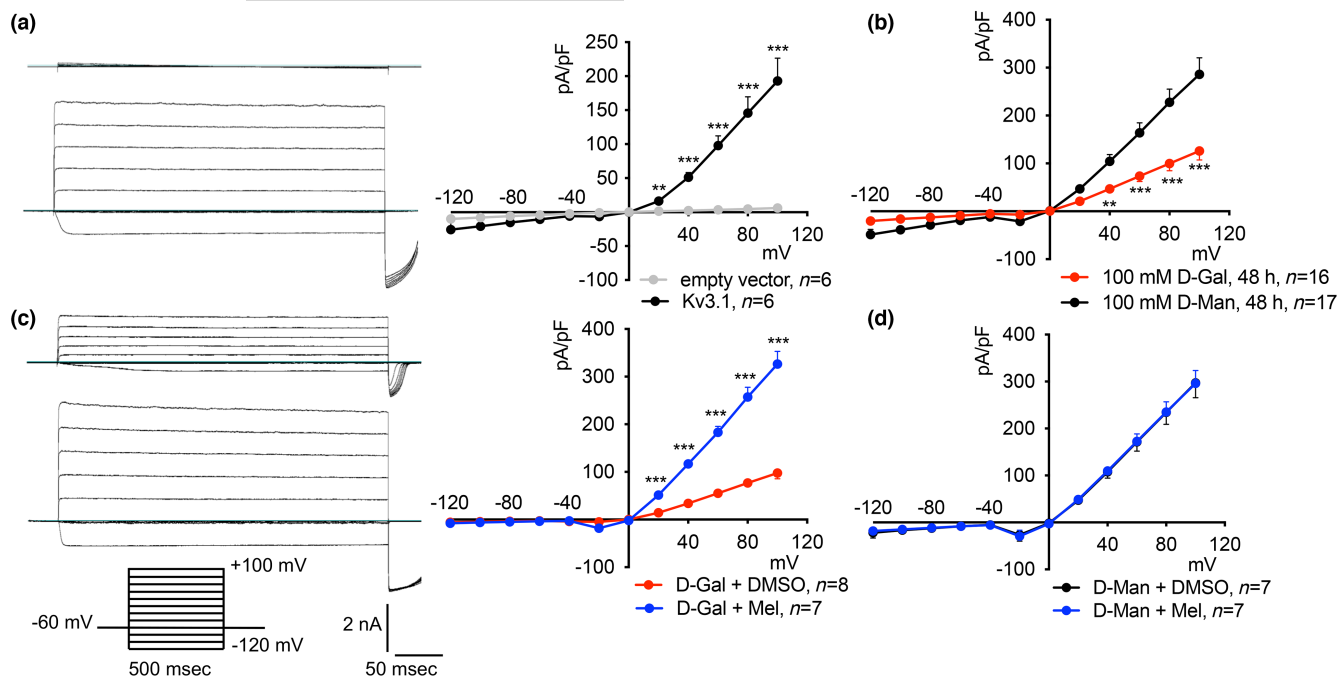 (a)
pA/pF
250
***
200
***
150
***
100
***
50
**
-120
-80
-40
40
80
120
mV
-50
-100
empty vector, n=6
Kv3.1, n=6
(b)
pA/pF
400
300
200
100
-120
-80
-40
**
***
***
***
40
80
120
mV
-100
100 mM D-Gal, 48 h, n=16
100 mM D-Man, 48 h, n=17
(c)
pA/pF
400
***
300
***
200
***
***
100
***
-120
-80
-40
40
80
120
mV
-100
D-Gal + DMSO, n=8
D-Gal + Mel, n=7
+100 mV
-60 mV
-120 mV
500 msec
2 nA
50 msec
(d)
pA/pF
400
300
200
100
-120
-80
-40
40
80
120
mV
-100
D-Man + DMSO, n=7
D-Man + Mel, n=7